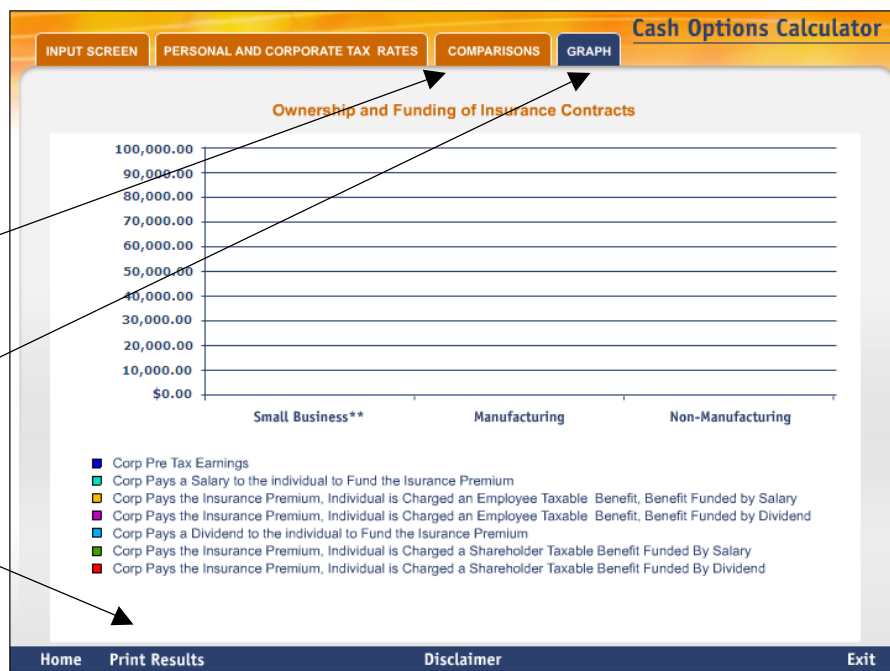 Cash Options Calculator
INPUT SCREEN
PERSONAL AND CORPORATE TAX RATES
COMPARISONS
GRAPH
Ownership and Funding of Insurance Contracts
100,000.00
90,000.00
80,000.00
70,000.00
60,000.00
50,000.00
40,000.00
30,000.00
20,000.00
10,000.00
$0.00
Small Business** Manufacturing Non-Manufacturing
Corp Pre Tax Earnings
Corp Pays a Salary to the individual to Fund the Isurance Premium
Corp Pays the Insurance Premium, Individual is Charged an Employee Taxable Benefit, Benefit Funded by Salary
Corp Pays the Insurance Premium, Individual is Charged an Employee Taxable Benefit, Benefit Funded by Dividend
Corp Pays a Dividend to the individual to Fund the Isurance Premium
Corp Pays the Insurance Premium, Individual is Charged a Shareholder Taxable Benefit Funded By Salary
Corp Pays the Insurance Premium, Individual is Charged a Shareholder Taxable Benefit Funded By Dividend
Home Print Results Disclaimer Exit